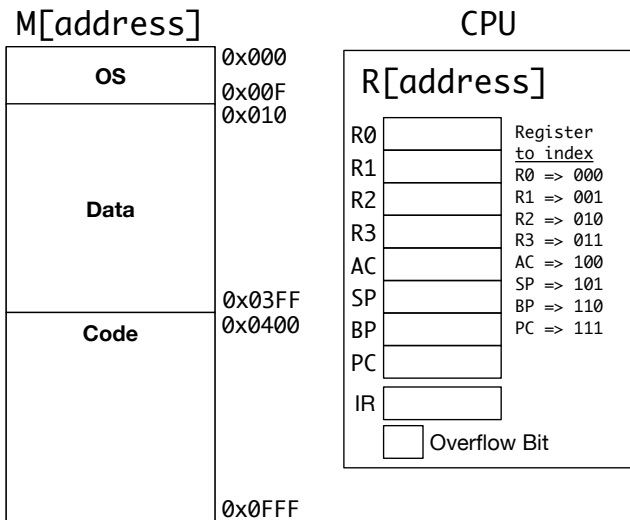 M[address]
OS
0x000
0x00F
0x010
Data
0x03FF
0x0400
Code
0x0FFF
CPU
R[address]
R0
R1
R2
R3
AC
SP
BP
PC
IR
Overflow Bit
Register
to index
R0 => 000
R1 => 001
R2 => 010
R3 => 011
AC => 100
SP => 101
BP => 110
PC => 111